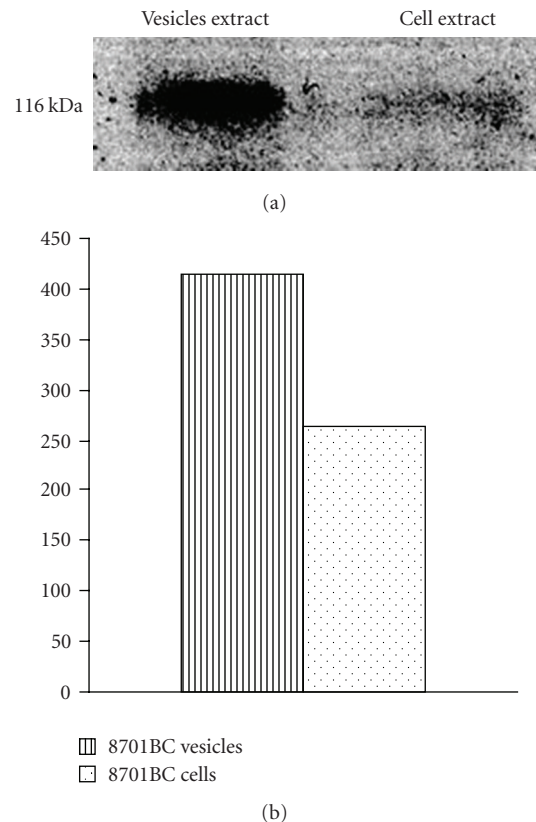 Vesicles extract Cell extract
116 kDa
(a)
450
400
350
300
250
200
150
100
50
0
8701BC vesicles
8701BC cells
(b)